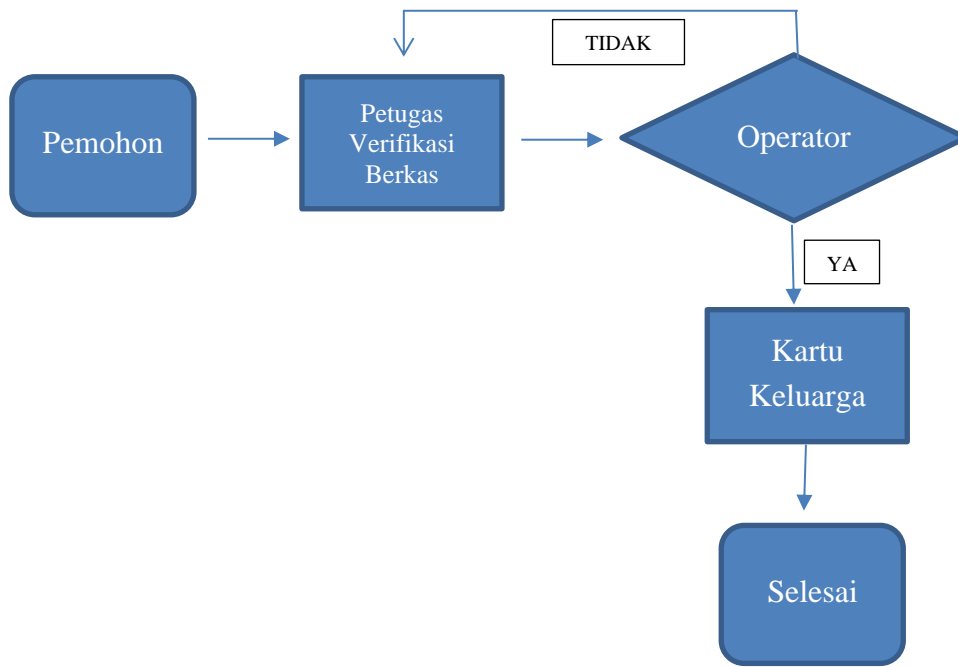 TIDAK
Pemohon
Petugas
Verifikasi
Berkas
Operator
YA
Kartu
Keluarga
Selesai